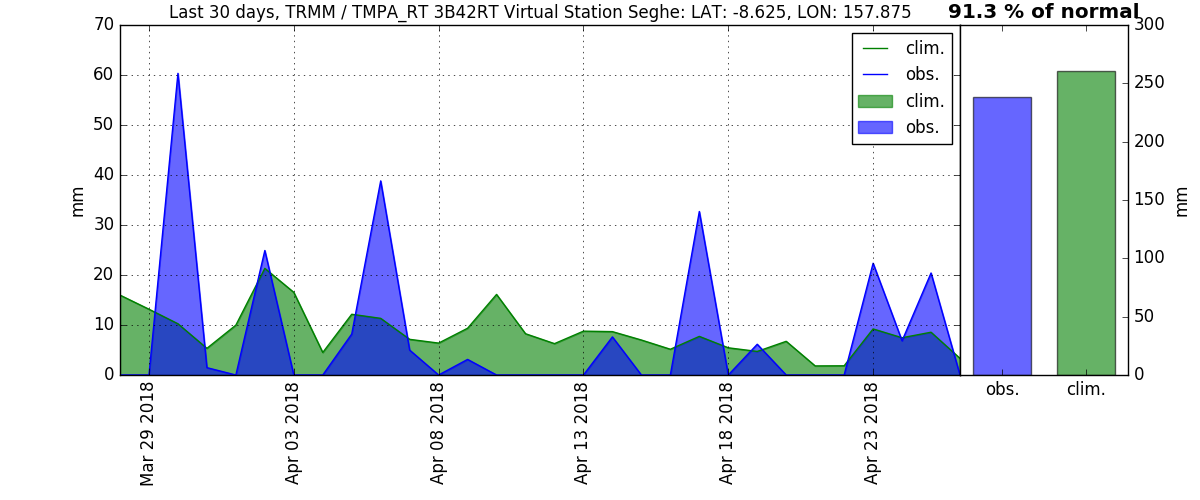 Last 30 days, TRMM / TMPA_RT 3B42RT Virtual Station Seghe: LAT: -8.625, LON: 157.875
91.3 % of normal
70
60
50
40
30
20
10
0
mm
clim.
obs.
clim.
obs.
300
250
200
150
100
50
0
mm
Mar 29 2018
Apr 03 2018
Apr 08 2018
Apr 13 2018
Apr 18 2018
Apr 23 2018
obs.
clim.